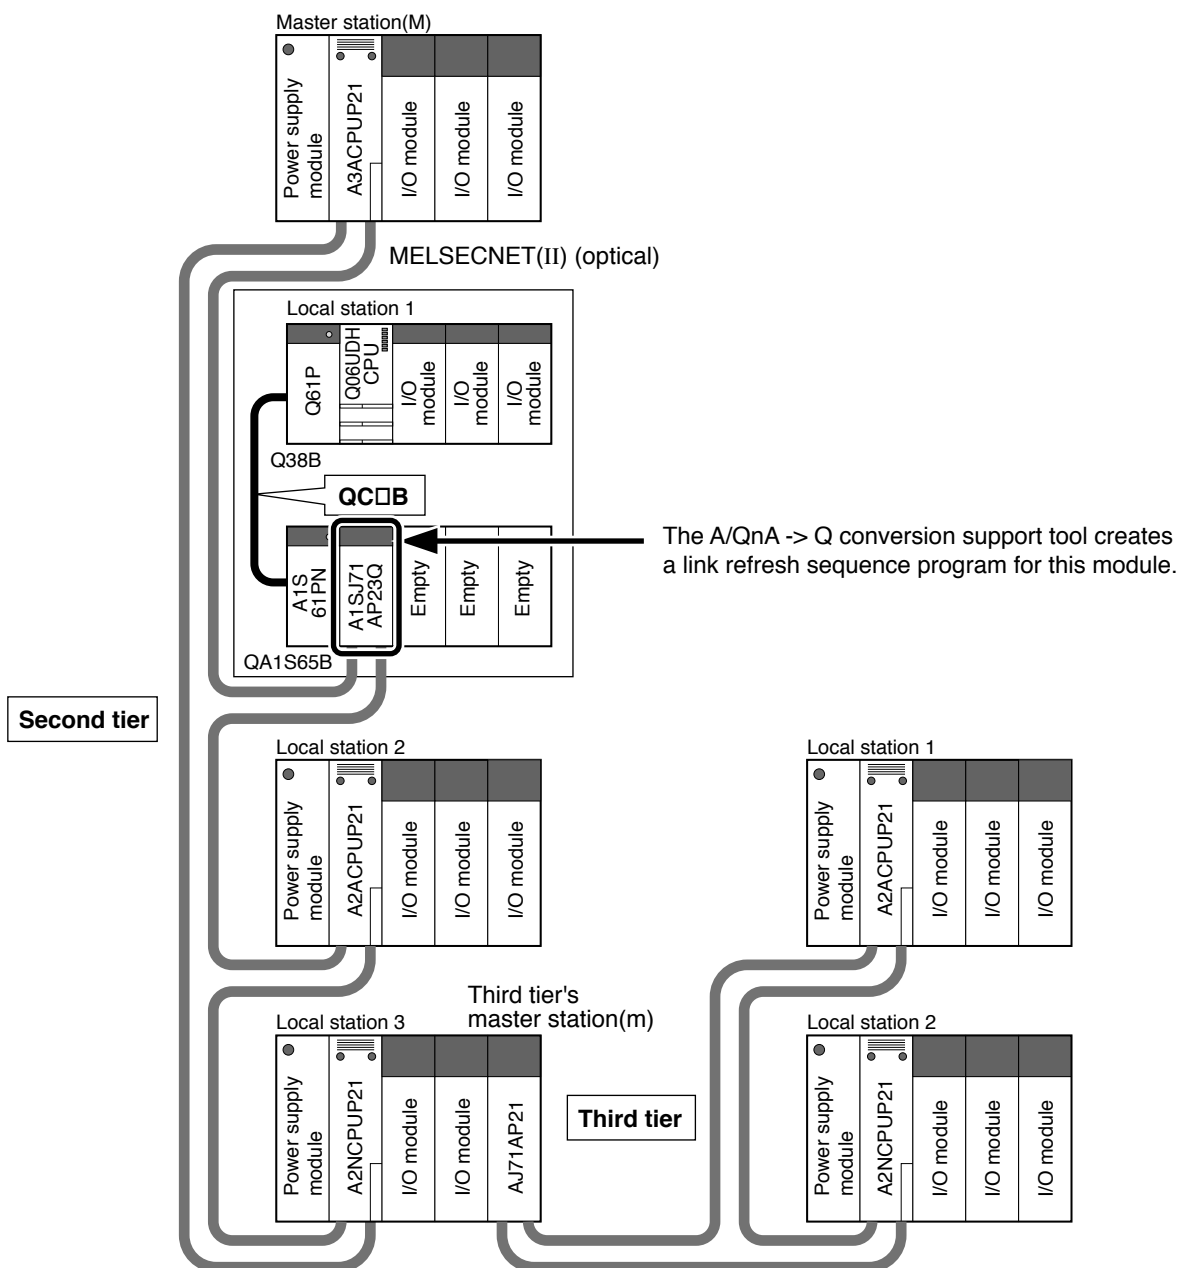 Master station(M)
Power supply
module
A3ACPUP21
I/O module
I/O module
I/O module
MELSECNET(II) (optical)
Local station 1
Q61P
Q06UDH
CPU
I/O
module
I/O
module
I/O
module
Q38B
QC□B
A1S
61PN
A1SJ71
AP23Q
Empty
Empty
Empty
QA1S65B
The A/QnA -> Q conversion support tool creates
a link refresh sequence program for this module.
Second tier
Local station 2
Power supply
module
A2ACPUP21
I/O module
I/O module
I/O module
Local station 1
Power supply
module
A2ACPUP21
I/O module
I/O module
I/O module
Third tier's
master station(m)
Local station 3
Power supply
module
A2NCPUP21
I/O module
I/O module
AJ71AP21
Third tier
Local station 2
Power supply
module
A2NCPUP21
I/O module
I/O module
I/O module